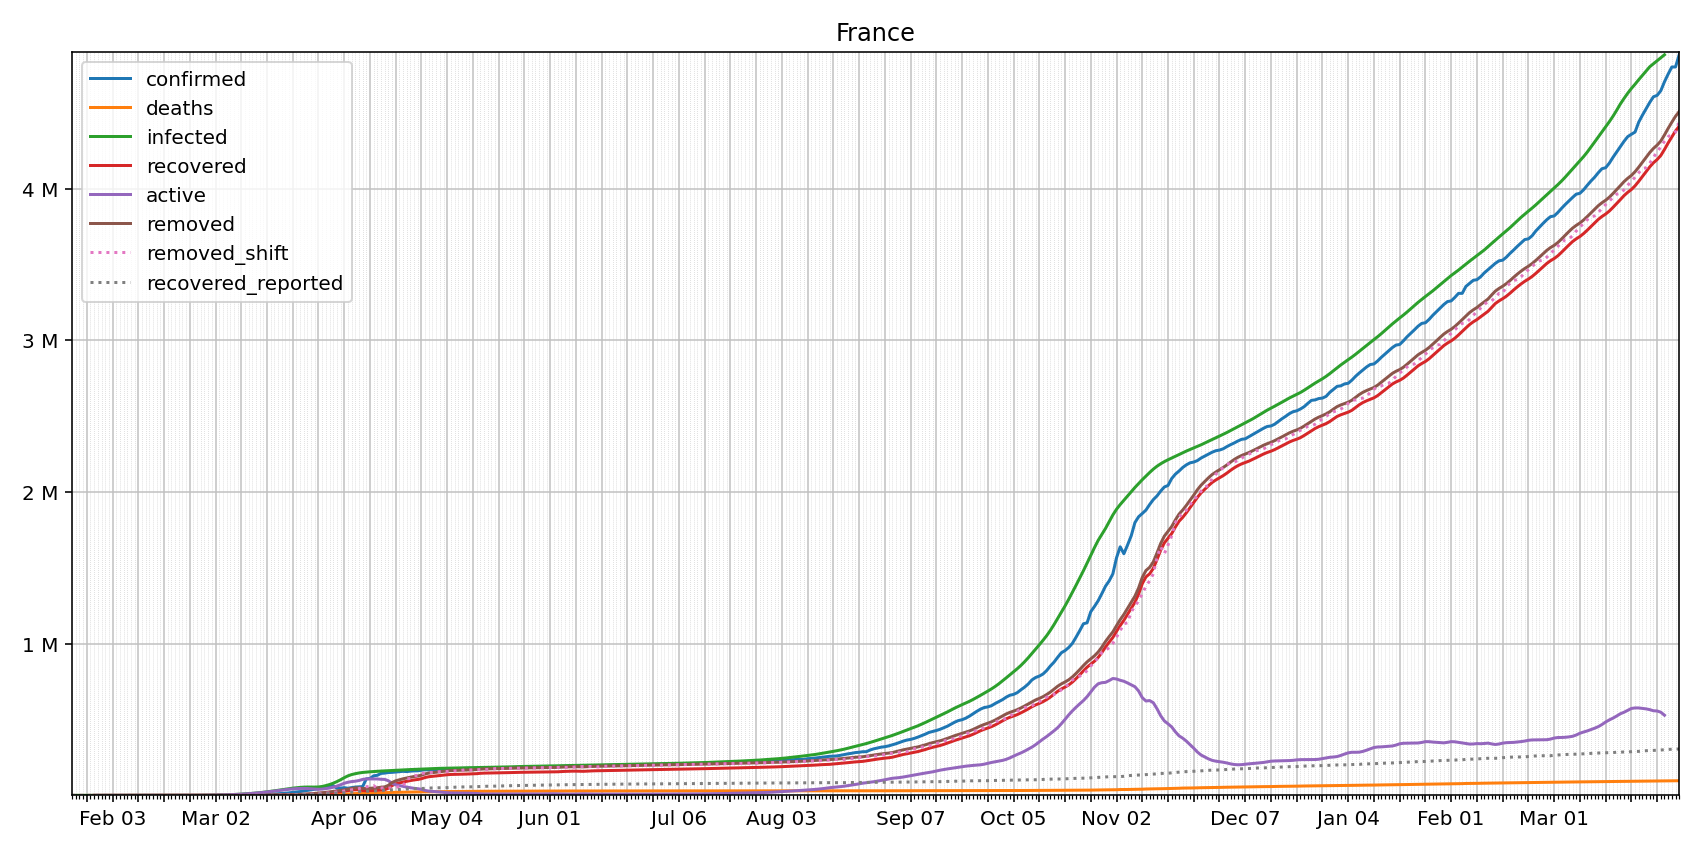 France
confirmed
deaths
infected
recovered
active
removed
removed_shift
recovered_reported
4 M
3 M
2 M
1 M
Feb 03 Mar 02 Apr 06 May 04 Jun 01 Jul 06 Aug 03 Sep 07 Oct 05 Nov 02 Dec 07 Jan 04 Feb 01 Mar 01